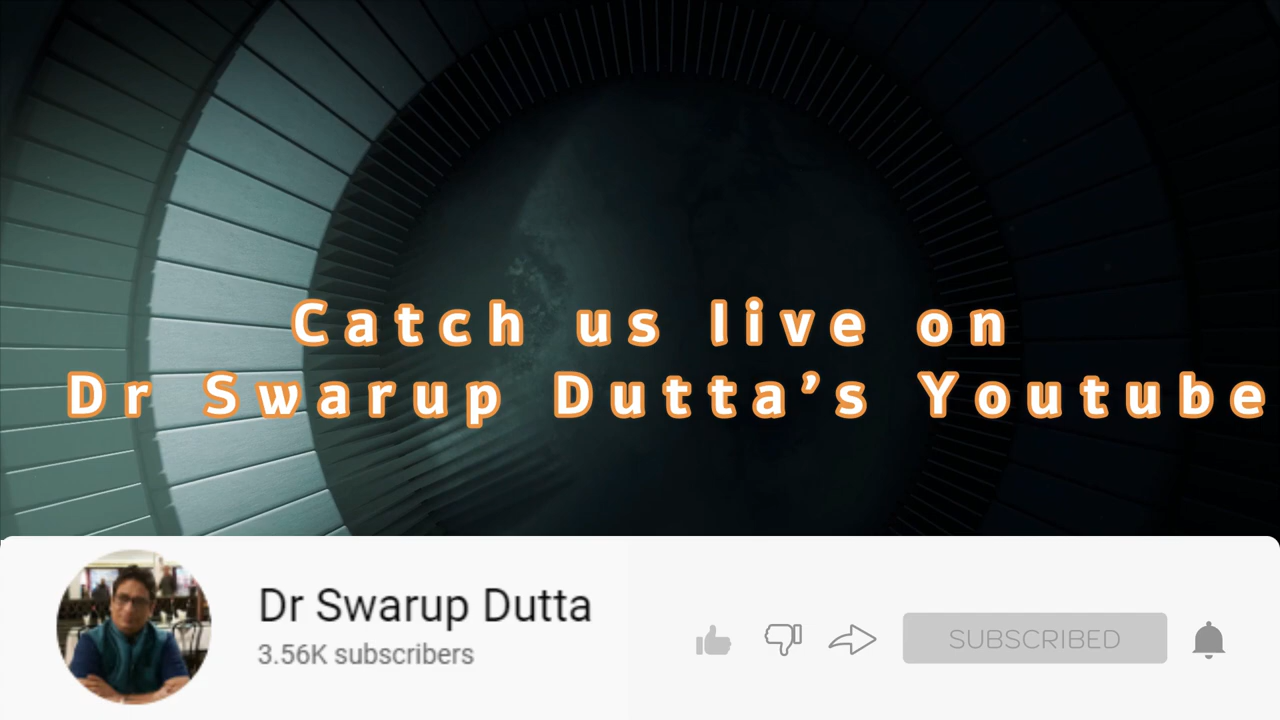 Catch us live on
Dr Swarup Dutta’s Youtube
Dr Swarup Dutta
3.56K subscribers
SUBSCRIBED